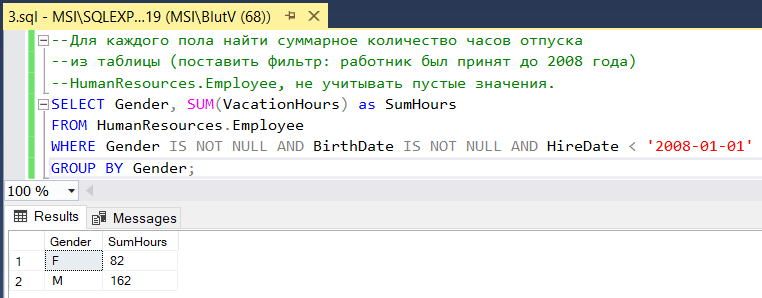 3.sql - MSI\SQLEXP...19 (MSI\BlutV (68))
--Для каждого пола найти суммарное количество часов отпуска
--из таблицы (поставить фильтр: работник был принят до 2008 года)
--HumanResources.Employee, не учитывать пустые значения.
SELECT Gender, SUM(VacationHours) as SumHours
FROM HumanResources.Employee
WHERE Gender IS NOT NULL AND BirthDate IS NOT NULL AND HireDate < '2008-01-01'
GROUP BY Gender;
100 %
Results Messages
Gender SumHours
1 F 82
2 M 162